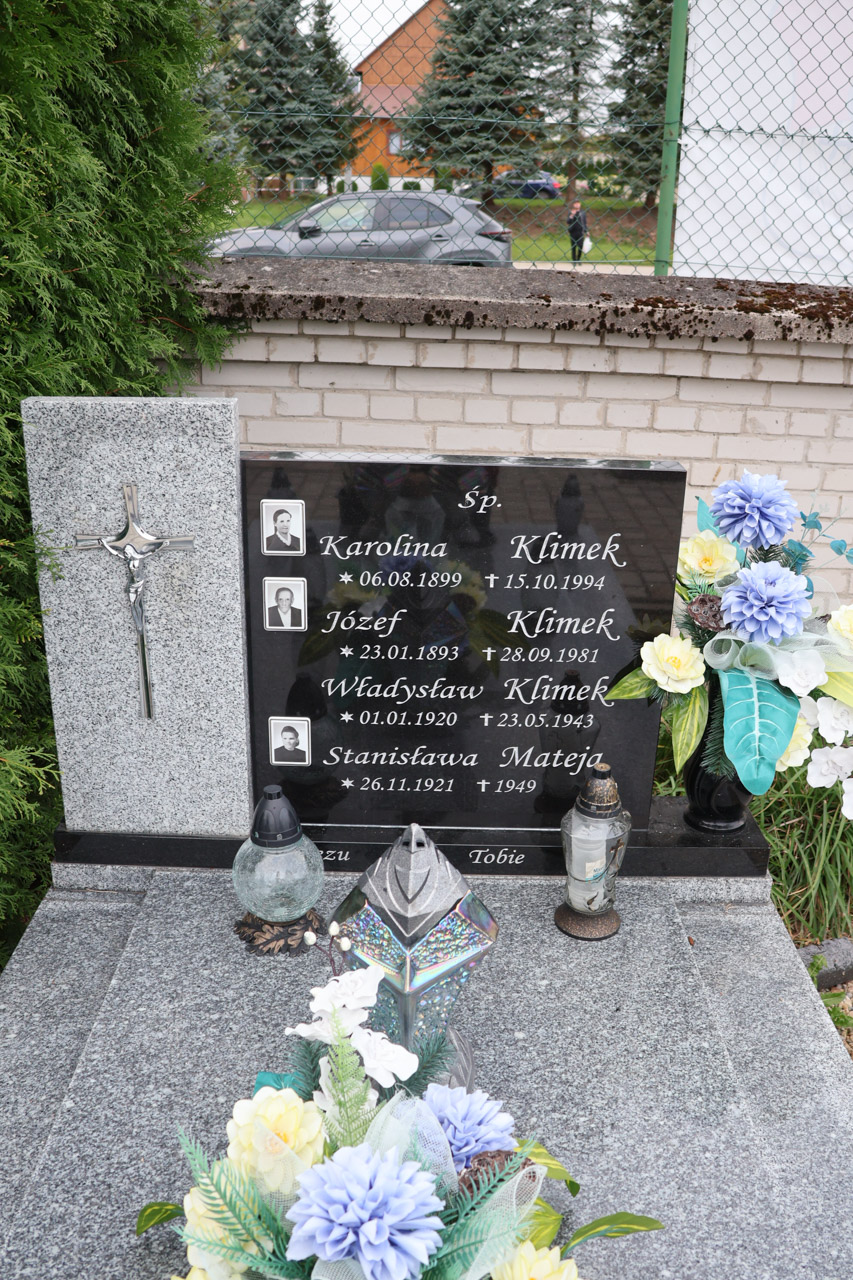 Śp.
Karolina Klimek
✶ 06.08.1899 ✝ 15.10.1994
Józef Klimek
✶ 23.01.1893 ✝ 28.09.1981
Władysław Klimek
✶ 01.01.1920 ✝ 23.05.1943
Stanisława Mateja
✶ 26.11.1921 ✝ 1949
Tobie